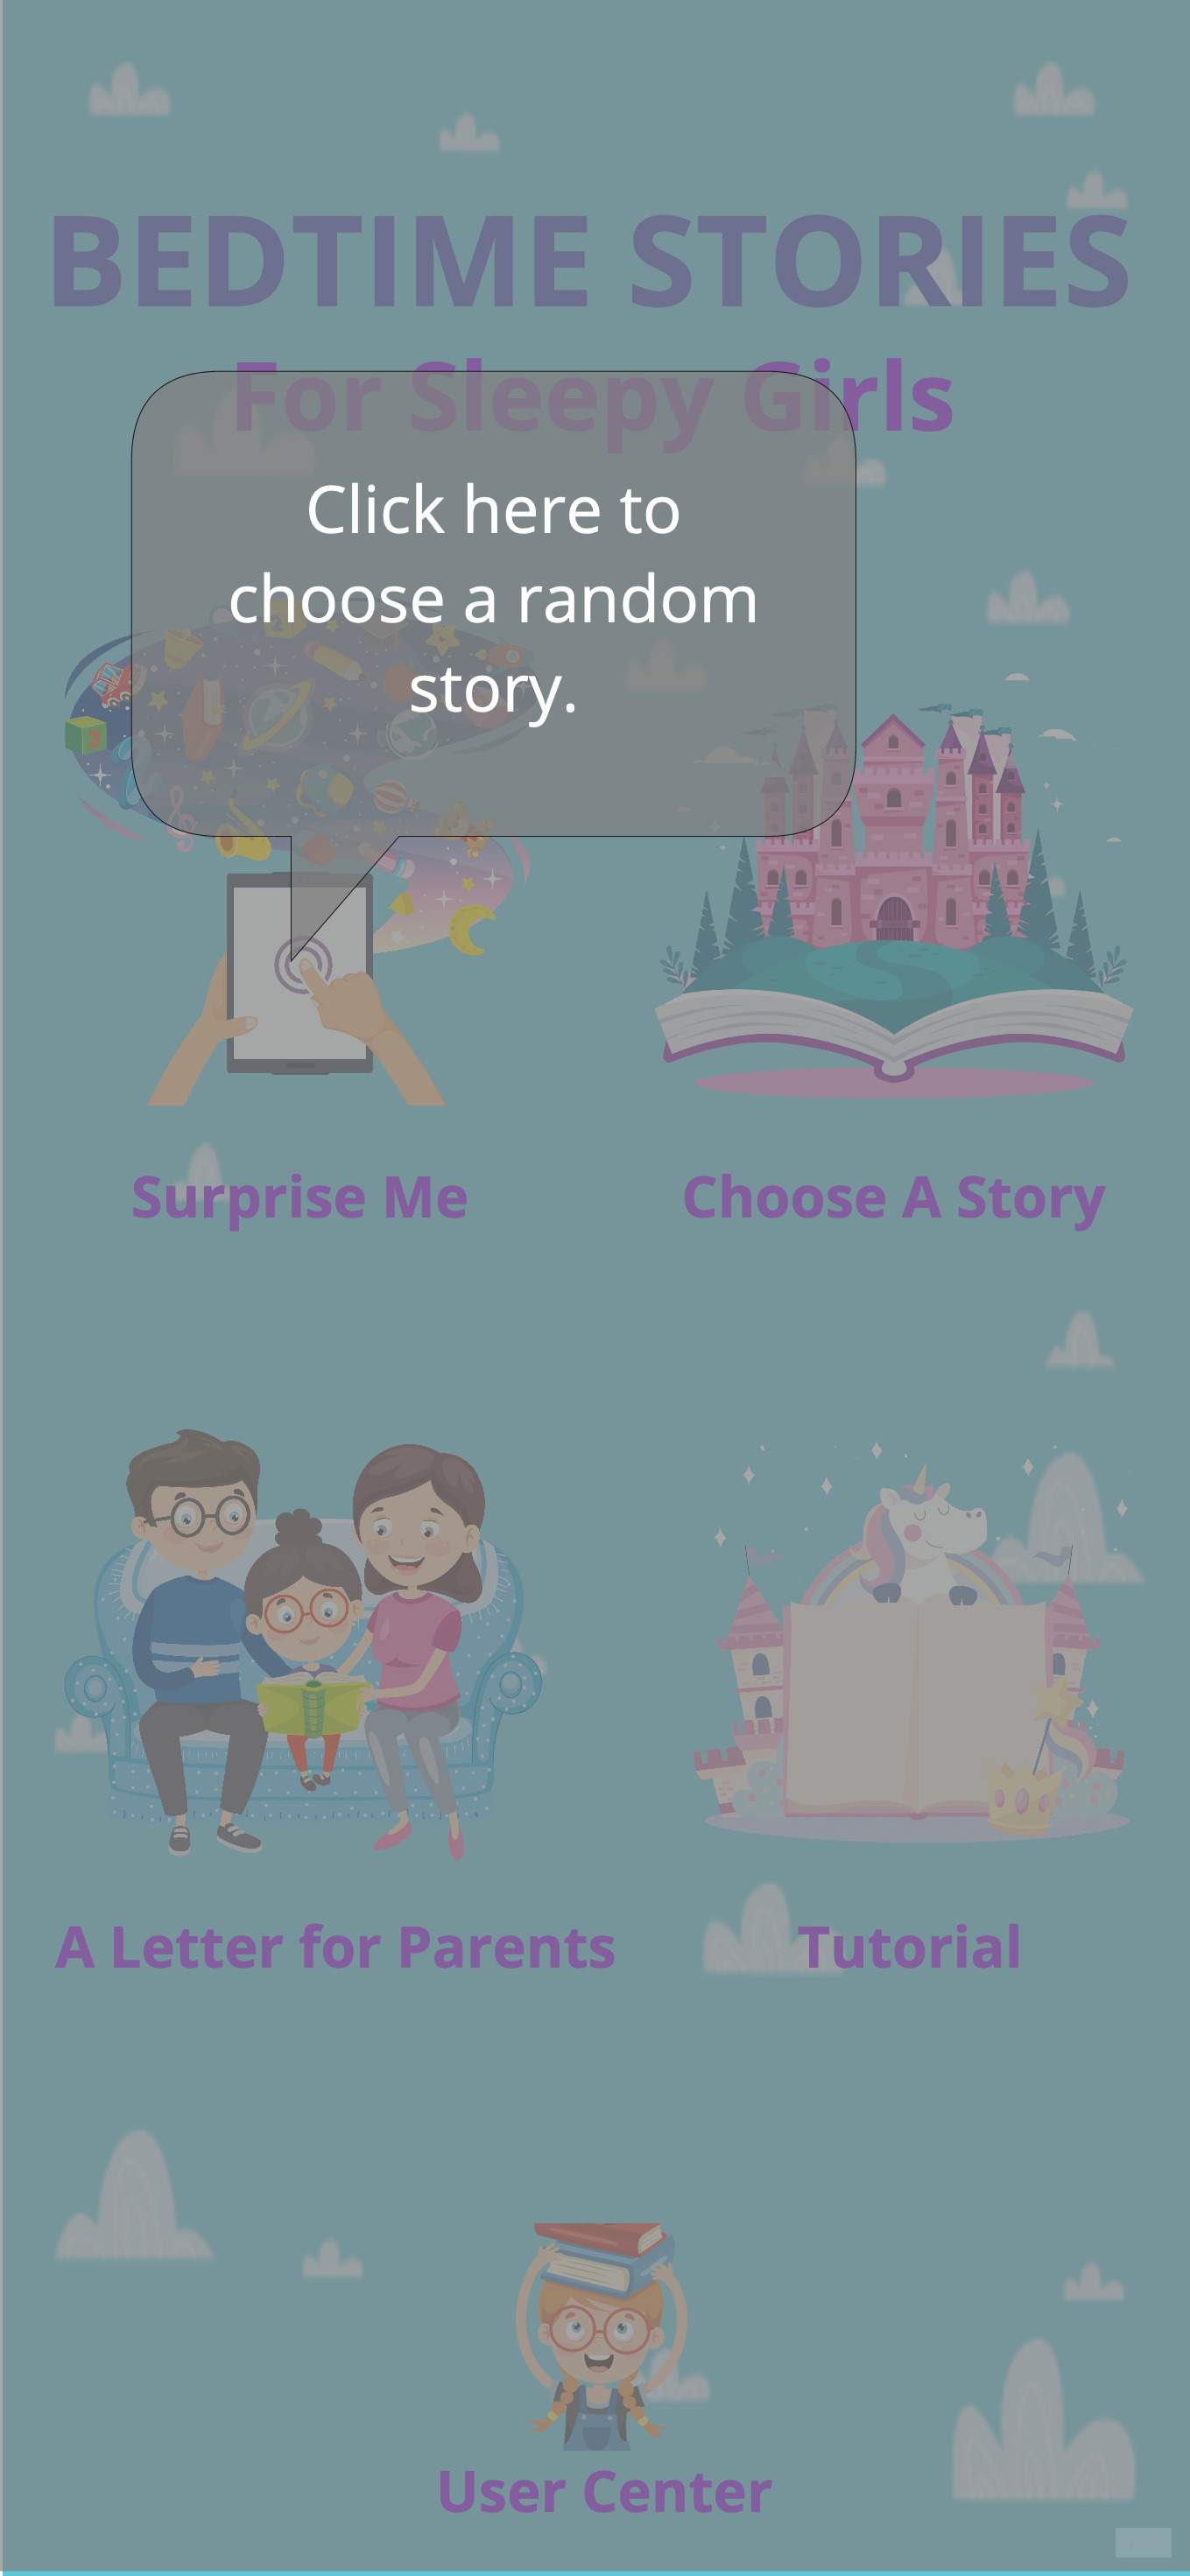 BEDTIME STORIES
For Sleepy Girls
Click here to
choose a random
story.
3
Surprise Me
Choose A Story
A Letter for Parents
Tutorial
User Center